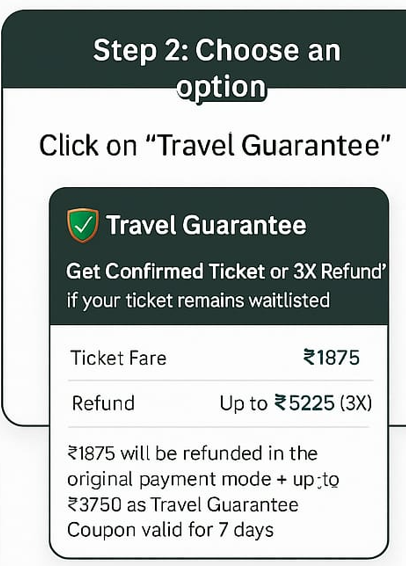 Step 2: Choose an
option
Click on “Travel Guarantee”
Travel Guarantee
Get Confirmed Ticket or 3X Refund’
if your ticket remains waitlisted
Ticket Fare ₹1875
Refund Up to ₹5225 (3X)
₹1875 will be refunded in the
original payment mode + up:to
₹3750 as Travel Guarantee
Coupon valid for 7 days